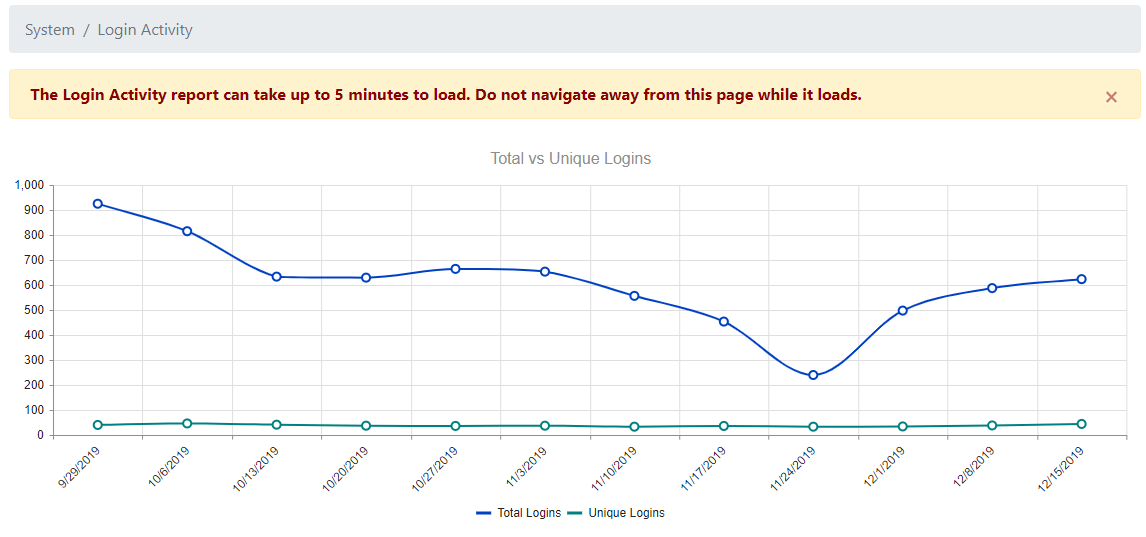 System / Login Activity
The Login Activity report can take up to 5 minutes to load. Do not navigate away from this page while it loads. ×
Total vs Unique Logins
1,000
900
800
700
600
500
400
300
200
100
0
9/29/2019 10/6/2019 10/13/2019 10/20/2019 10/27/2019 11/3/2019 11/10/2019 11/17/2019 11/24/2019 12/1/2019 12/8/2019 12/15/2019
Total Logins Unique Logins